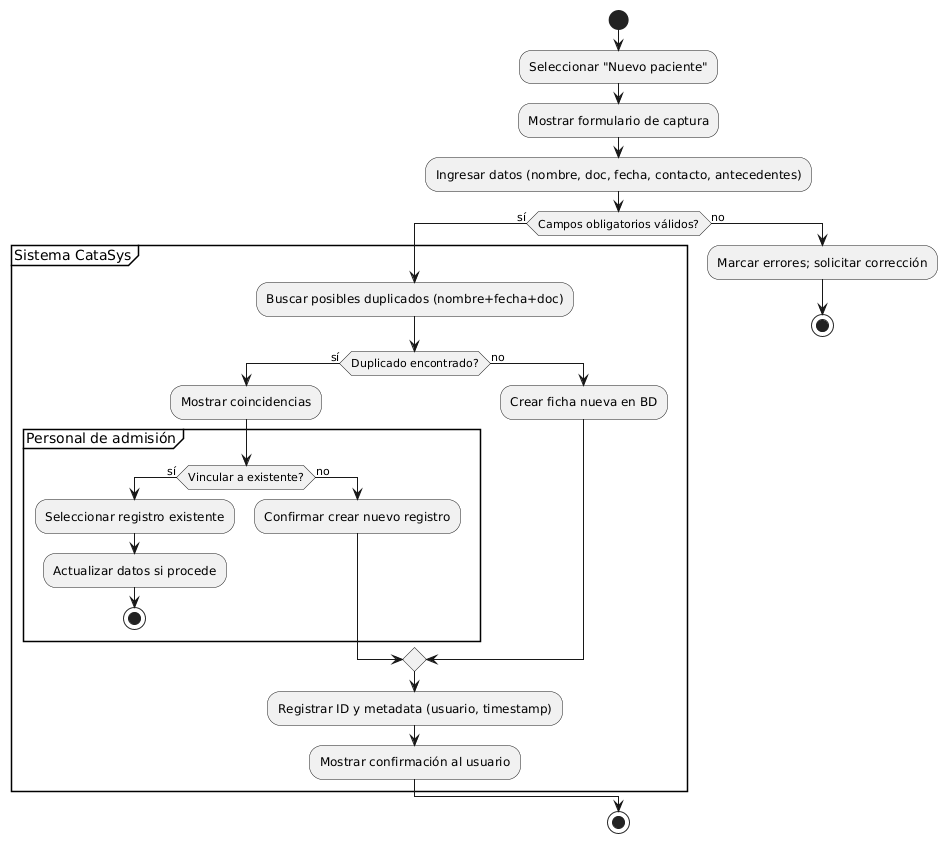 Seleccionar "Nuevo paciente"
Mostrar formulario de captura
Ingresar datos (nombre, doc, fecha, contacto, antecedentes)
sí
Campos obligatorios válidos?
no
Sistema CataSys
Marcar errores; solicitar corrección
Buscar posibles duplicados (nombre+fecha+doc)
sí
Duplicado encontrado?
no
Mostrar coincidencias
Crear ficha nueva en BD
Personal de admisión
sí
Vincular a existente?
no
Seleccionar registro existente
Confirmar crear nuevo registro
Actualizar datos si procede
Registrar ID y metadata (usuario, timestamp)
Mostrar confirmación al usuario